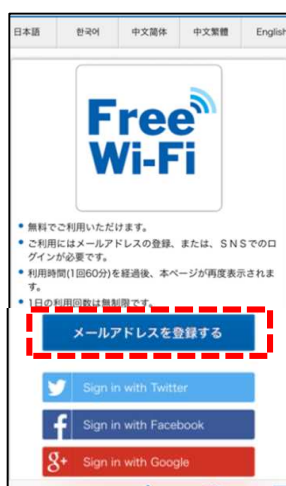 日本語 한국어 中文简体 中文繁體 English
Free
Wi-Fi
無料でご利用いただけます。
ご利用にはメールアドレスの登録、または、ＳＮＳでのロ
グインが必要です。
利用時間(1回60分)を経過後、本ページが再度表示されま
す。
1日の利用回数は無制限です。
メールアドレスを登録する
Sign in with Twitter
Sign in with Facebook
Sign in with Google